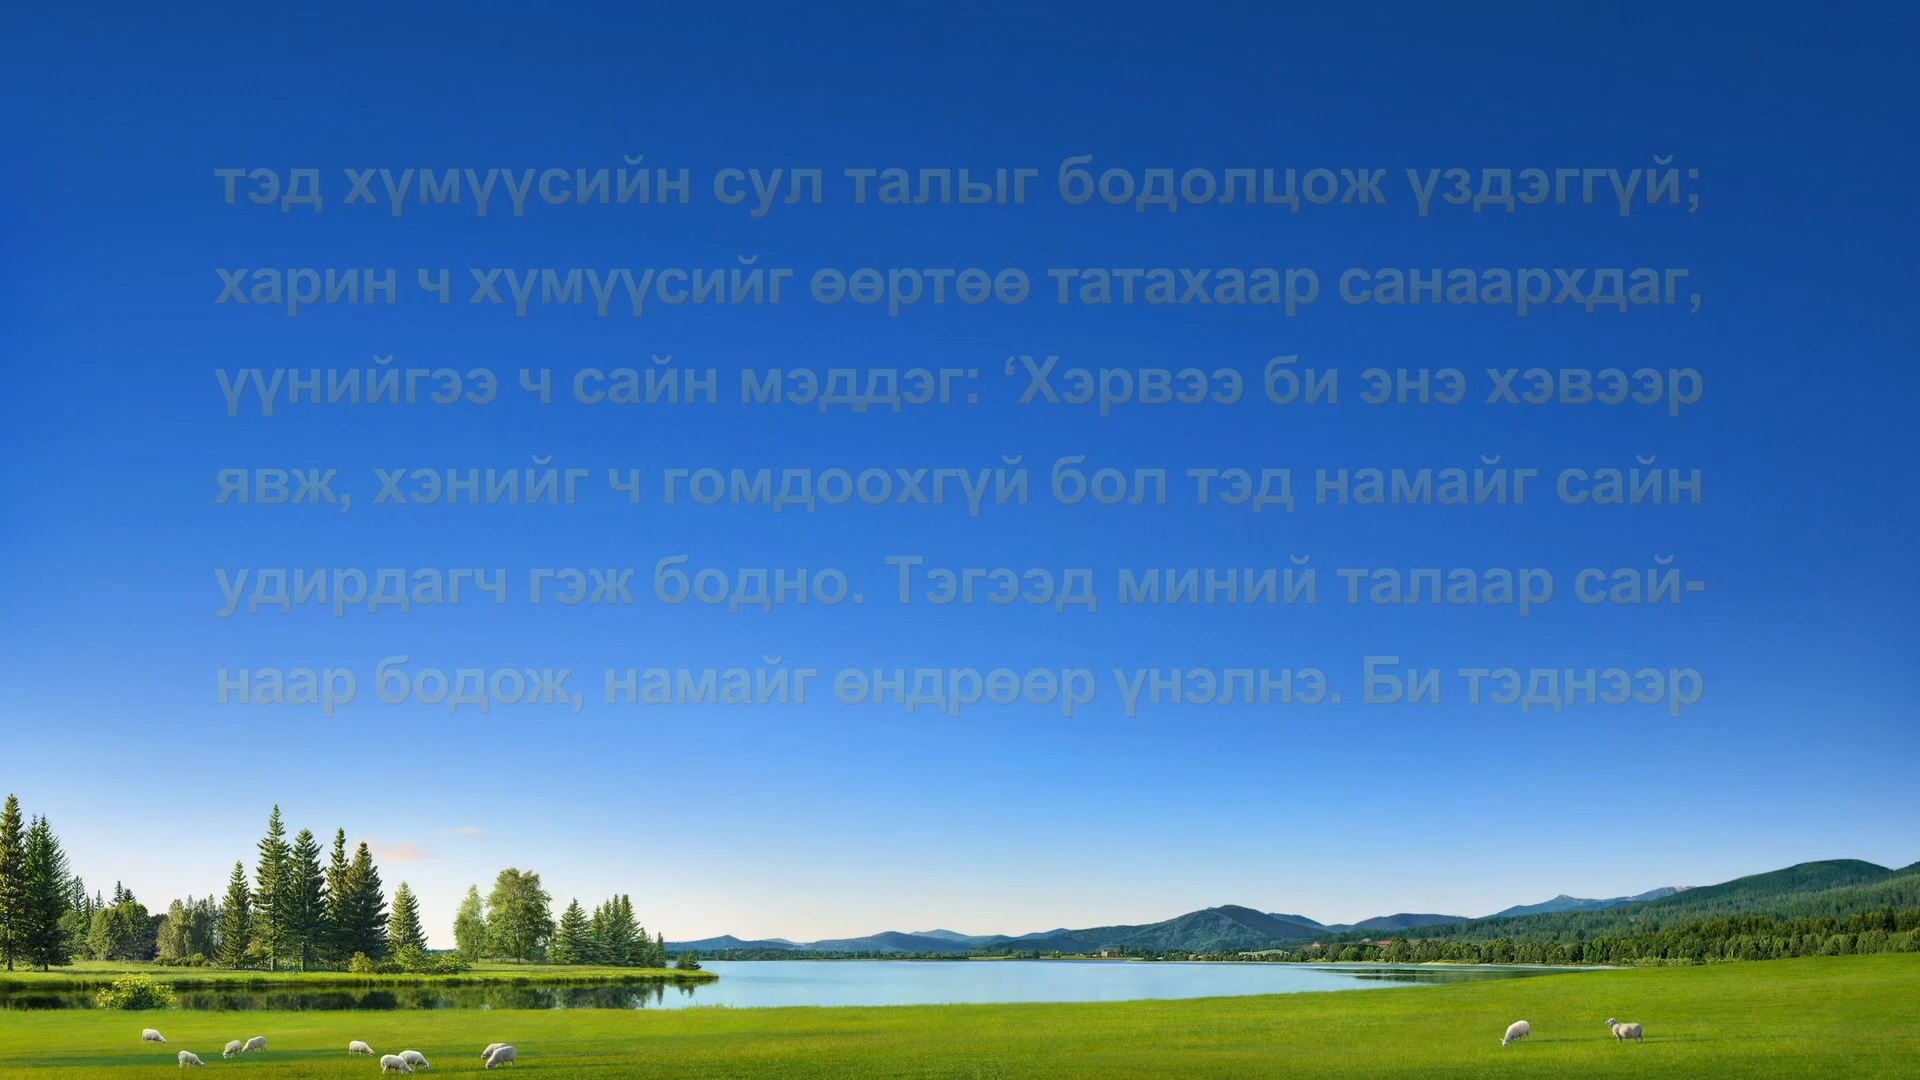 тэд хүмүүсийн сул талыг бодолцож үздэггүй;
харин ч хүмүүсийг өөртөө татахаар санаархдаг,
үүнийгээ ч сайн мэддэг: ‘Хэрвээ би энэ хэвээр
явж, хэнийг ч гомдоохгүй бол тэд намайг сайн
удирдагч гэж бодно. Тэгээд миний талаар сай-
наар бодож, намайг өндрөөр үнэлнэ. Би тэднээр